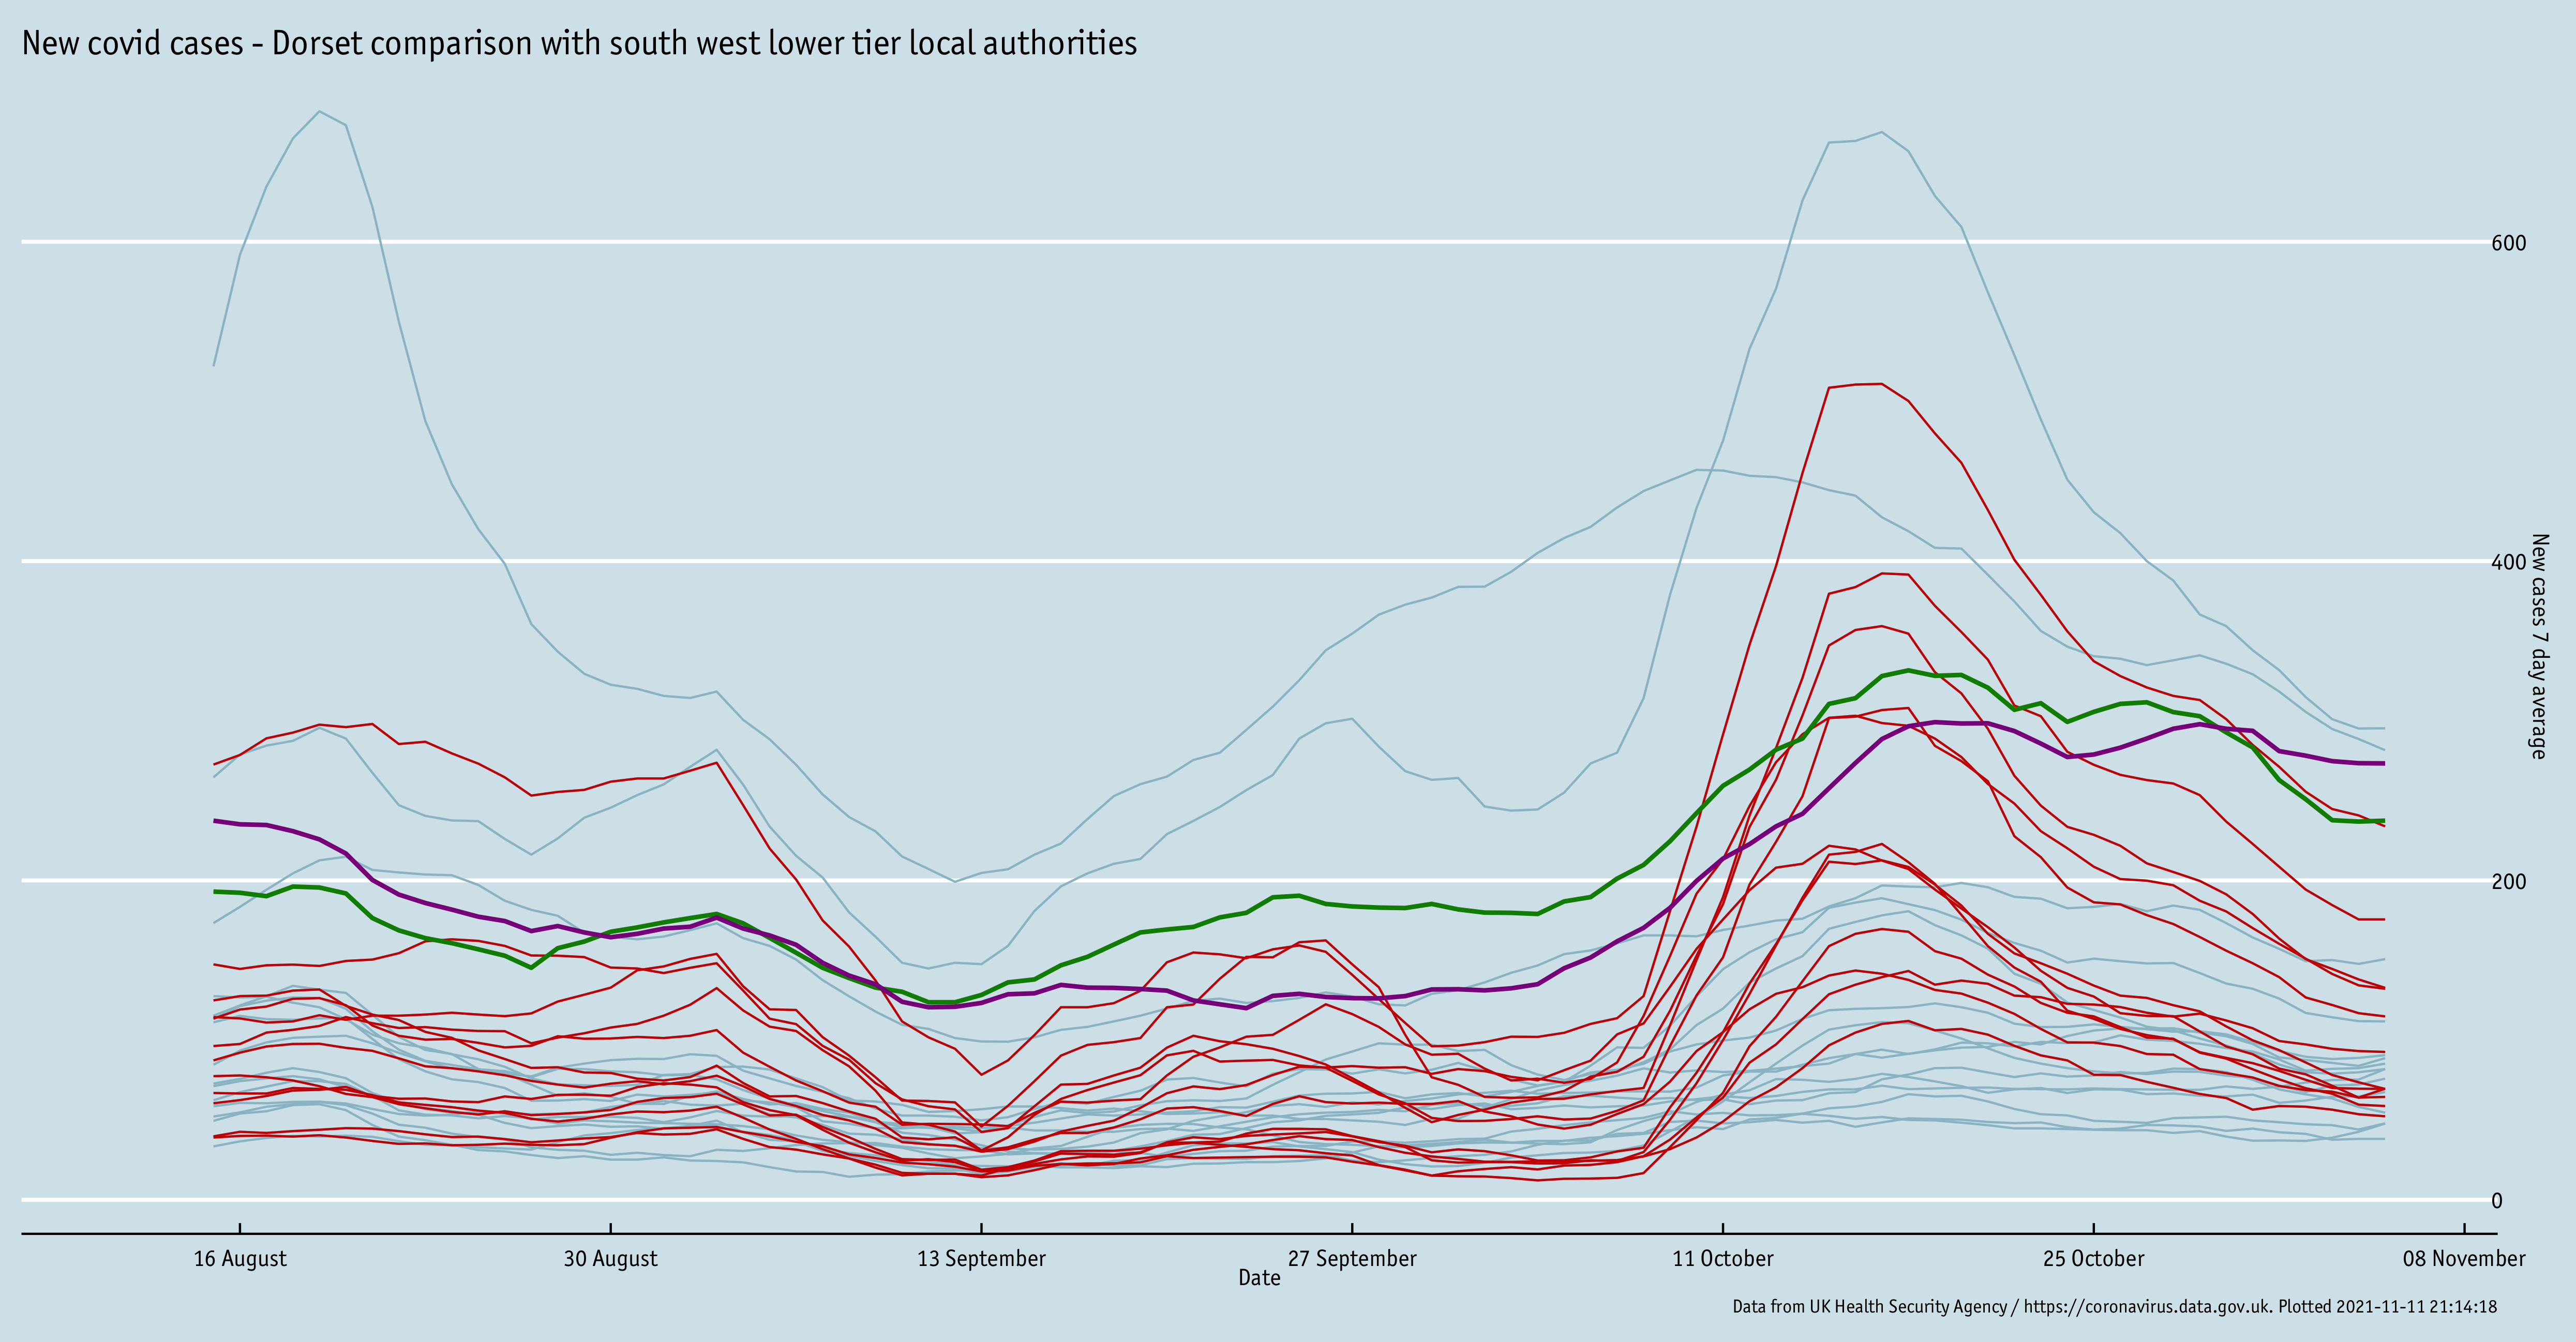 New covid cases - Dorset comparison with south west lower tier local authorities
600
400
200
0
New cases 7 day average
16 August
30 August
13 September
27 September
11 October
25 October
08 November
Date
Data from UK Health Security Agency / https://coronavirus.data.gov.uk. Plotted 2021-11-11 21:14:18